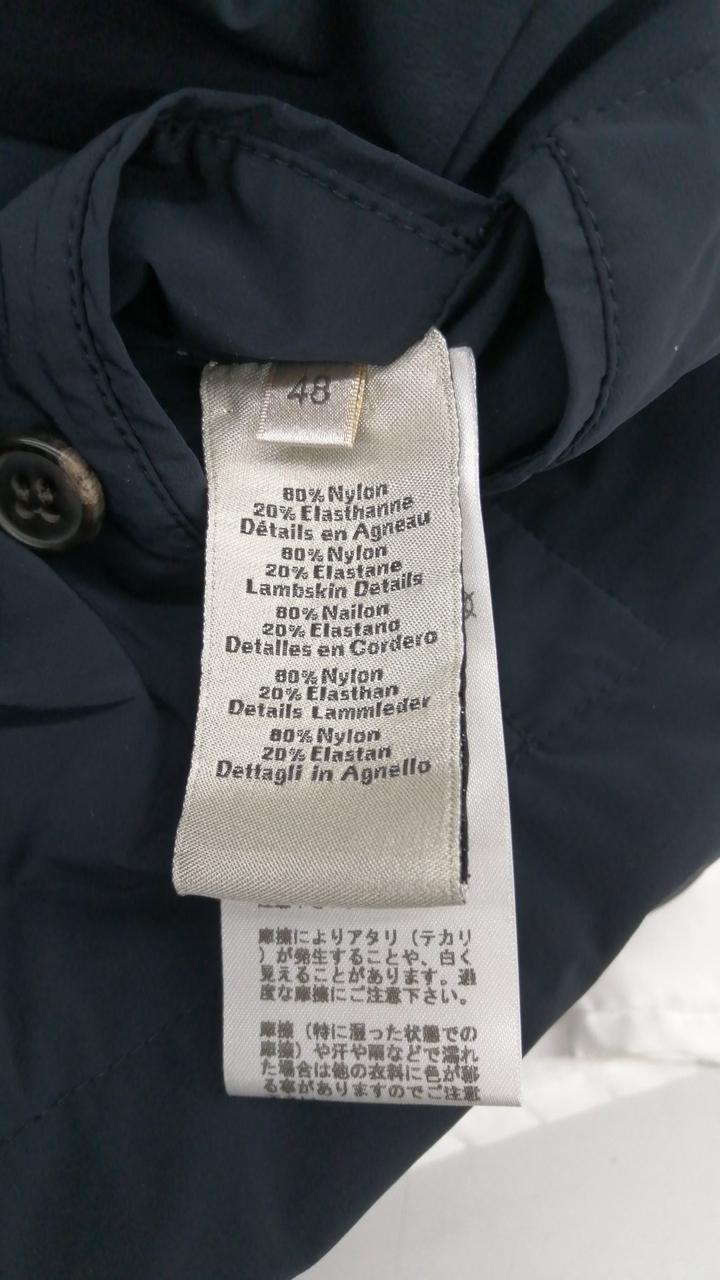 48
80%Nylon
20%Elasthanne
Détails en Agneau
80%Nylon
20%Elastane
Lambskin Details
80%Nailon
20%Elastano
Detalles en Cordero
80%Nylon
20%Elasthan
Details Lammleder
80%Nylon
20%Elastan
Dettagli in Agnello
摩擦によりアタリ（テカリ
）が発生することや、白く
見えることがあります。過
度な摩擦にご注意下さい。
摩擦（特に湿った状態での
摩擦）や汗や雨などで濡れ
た場合は他の衣料に色が移
る事がありますのでご注意